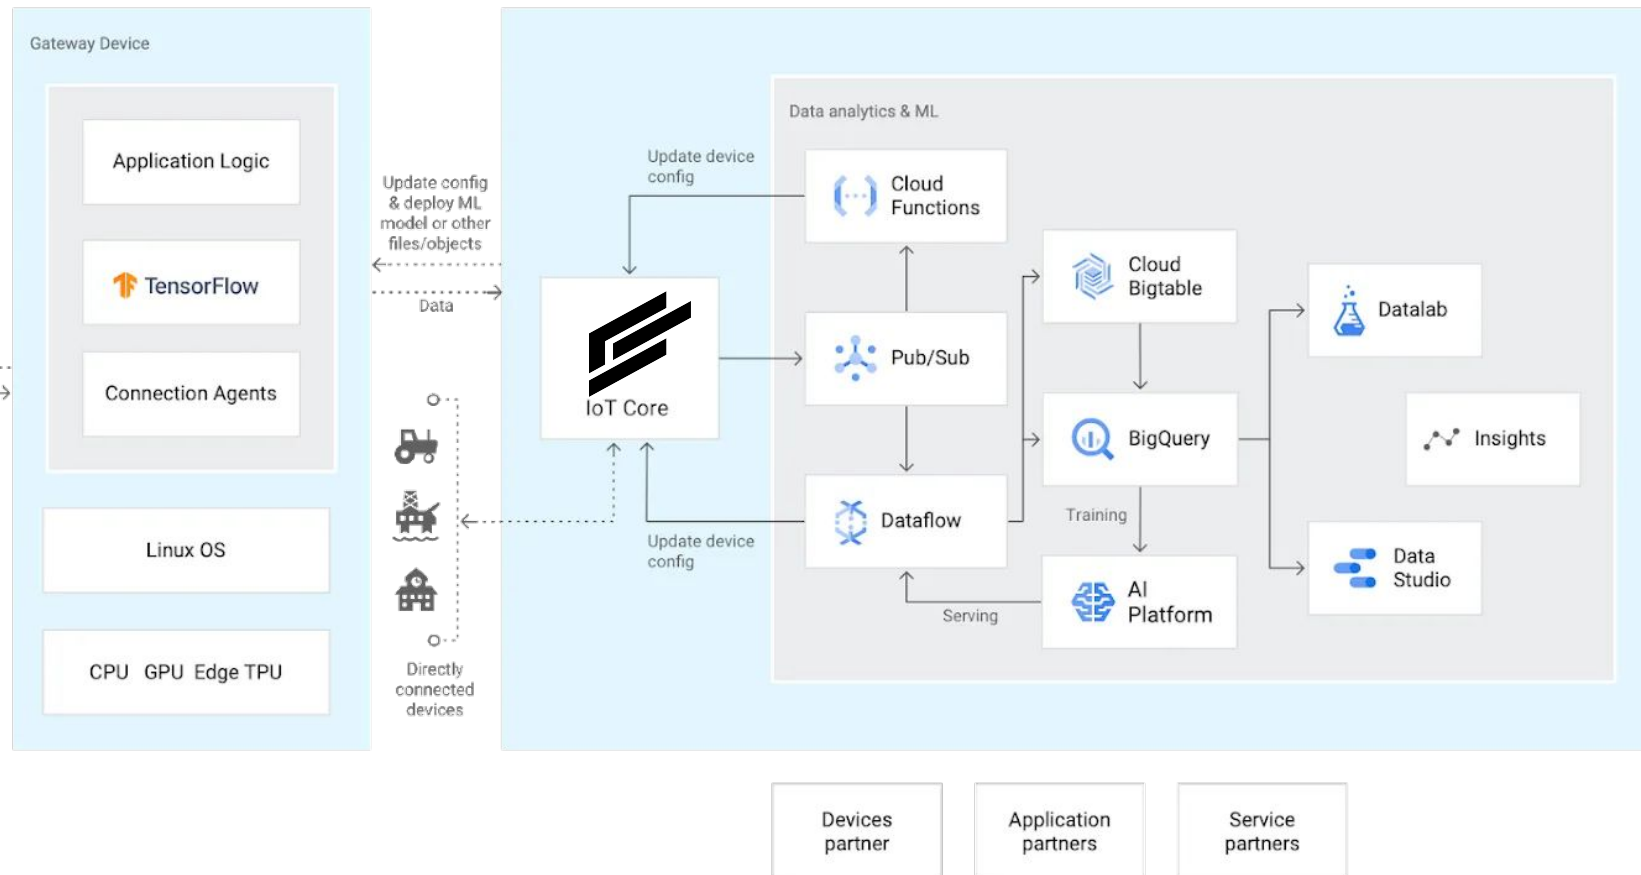 Gateway Device
Application Logic
TensorFlow
Connection Agents
Linux OS
CPU GPU Edge TPU
Update config
& deploy ML
model or other
files/objects
Data
Directly
connected
devices
IoT Core
Update device
config
Update device
config
Data analytics & ML
Cloud
Functions
Pub/Sub
Dataflow
Cloud
Bigtable
BigQuery
Training
AI
Platform
Serving
Datalab
Insights
Data
Studio
Devices
partner
Application
partners
Service
partners